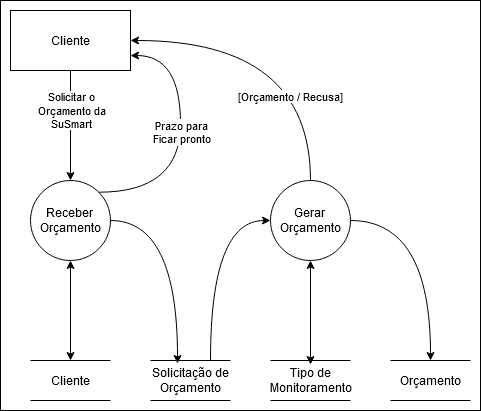 Cliente
Solicitar o
Orçamento da
SuSmart
Prazo para
Ficar pronto
[Orçamento / Recusa]
Receber
Orçamento
Gerar
Orçamento
Cliente
Solicitação de
Orçamento
Tipo de
Monitoramento
Orçamento